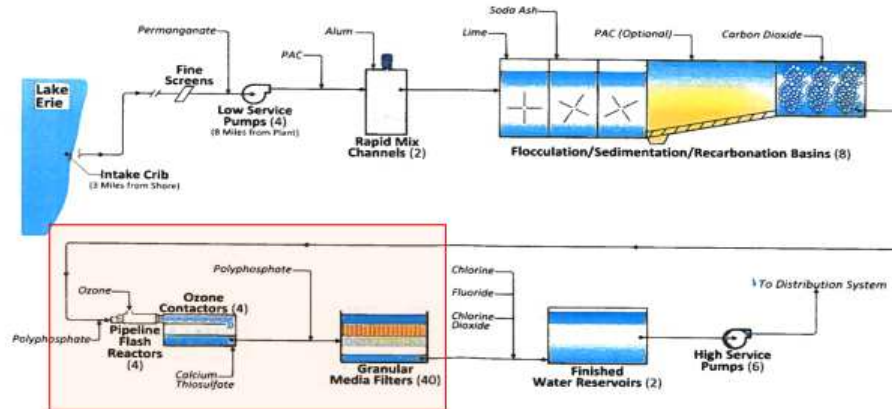 Soda Ash
Permanganate
Alum
Lime
PAC (Optional)
Carbon Dioxide
PAC
Lake
Erie
Fine
Screens
Low Service
Pumps (4)
(8 Miles from Plant)
Rapid Mix
Channels (2)
Flocculation/Sedimentation/Recarbonation Basins (8)
Intake Crib
(3 Miles from Shore)
Polyphosphate
Chlorine
Ozone
Ozone
Contactors (4)
Fluoride
To Distribution System
Polyphosphate
Pipeline
Flash
Reactors
(4)
Chlorine
Dioxide
Calcium
Thiosulfate
Granular
Media Filters (40)
Finished
Water Reservoirs (2)
High Service
Pumps (6)